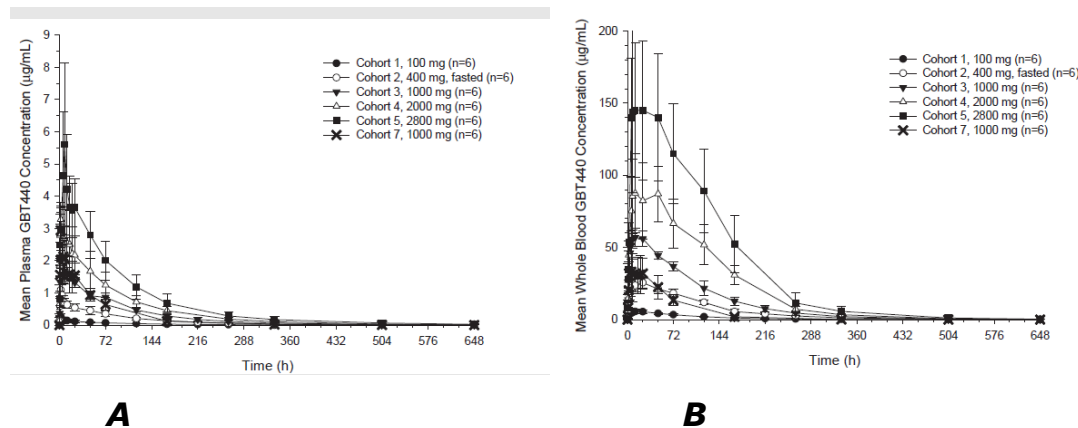 Mean Plasma GBT440 Concentration (µg/mL)
9
8
7
6
5
4
3
2
1
0
Cohort 1, 100 mg (n=6)
Cohort 2, 400 mg, fasted (n=6)
Cohort 3, 1000 mg (n=6)
Cohort 4, 2000 mg (n=6)
Cohort 5, 2800 mg (n=6)
Cohort 7, 1000 mg (n=6)
0 72 144 216 288 360 432 504 576 648
Time (h)
A
Mean Whole Blood GBT440 Concentration (µg/mL)
200
150
100
50
0
Cohort 1, 100 mg (n=6)
Cohort 2, 400 mg, fasted (n=6)
Cohort 3, 1000 mg (n=6)
Cohort 4, 2000 mg (n=6)
Cohort 5, 2800 mg (n=6)
Cohort 7, 1000 mg (n=6)
0 72 144 216 288 360 432 504 576 648
Time (h)
B